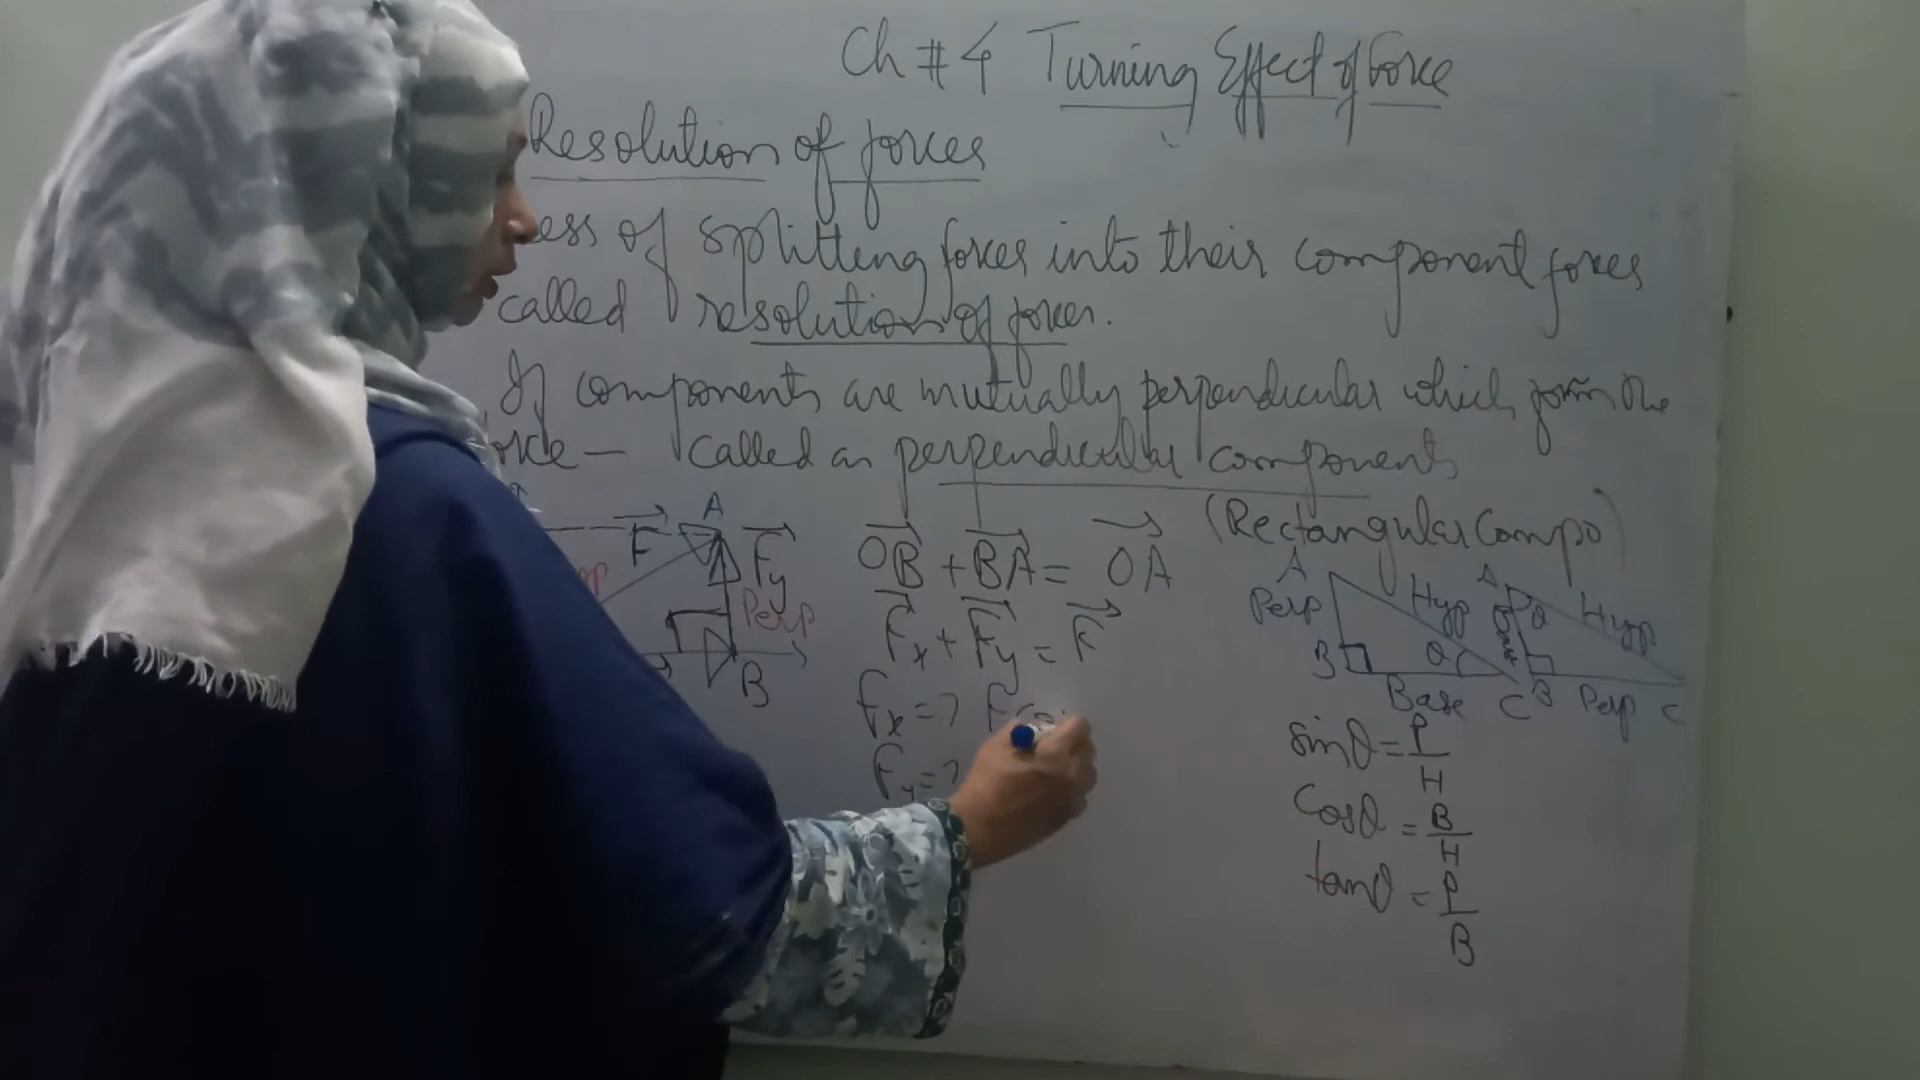 Ch # 4 Turning Effect of Force
Resolution of forces
ess of splitting forces into their component forces
called resolution of forces.
If components are mutually perpendicular which form the
orce — called as perpendicular components
(Rectangular Compo)
F A Fy
Perp
B
OB + BA = OA
Fx + Fy = F
Fx = ? F Co
Fy = ?
A Perp Hyp B θ Base C
A θ Base Hyp B Perp C
sinθ = P/H
Cosθ = B/H
tanθ = P/B